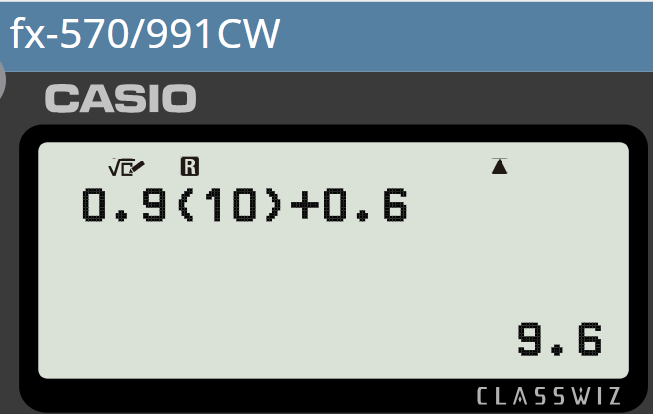 fx-570/991CW
CASIO
√ R ▲
0.9(10)+0.6
9.6
CLASSWIZ